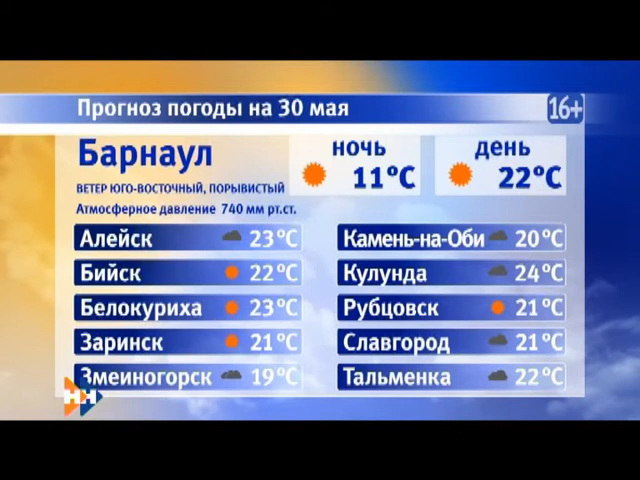 Прогноз погоды на 30 мая
16+
Барнаул
ночь
11°C
день
22°C
ВЕТЕР ЮГО-ВОСТОЧНЫЙ, ПОРЫВИСТЫЙ
Атмосферное давление 740 мм рт.ст.
Алейск 23°C
Бийск 22°C
Белокуриха 23°C
Заринск 21°C
Змеиногорск 19°C
Камень-на-Оби 20°C
Кулунда 24°C
Рубцовск 21°C
Славгород 21°C
Тальменка 22°C
НН